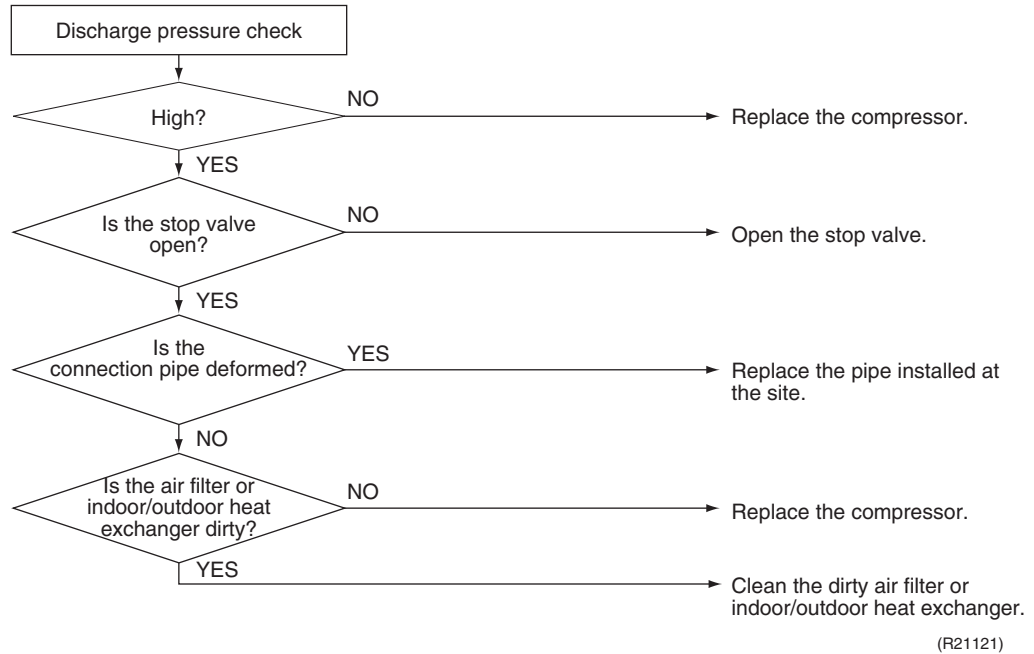 Discharge pressure check
High?
NO
Replace the compressor.
YES
Is the stop valve
open?
NO
Open the stop valve.
YES
Is the
connection pipe deformed?
YES
Replace the pipe installed at
the site.
NO
Is the air filter or
indoor/outdoor heat
exchanger dirty?
NO
Replace the compressor.
YES
Clean the dirty air filter or
indoor/outdoor heat exchanger.
(R21121)